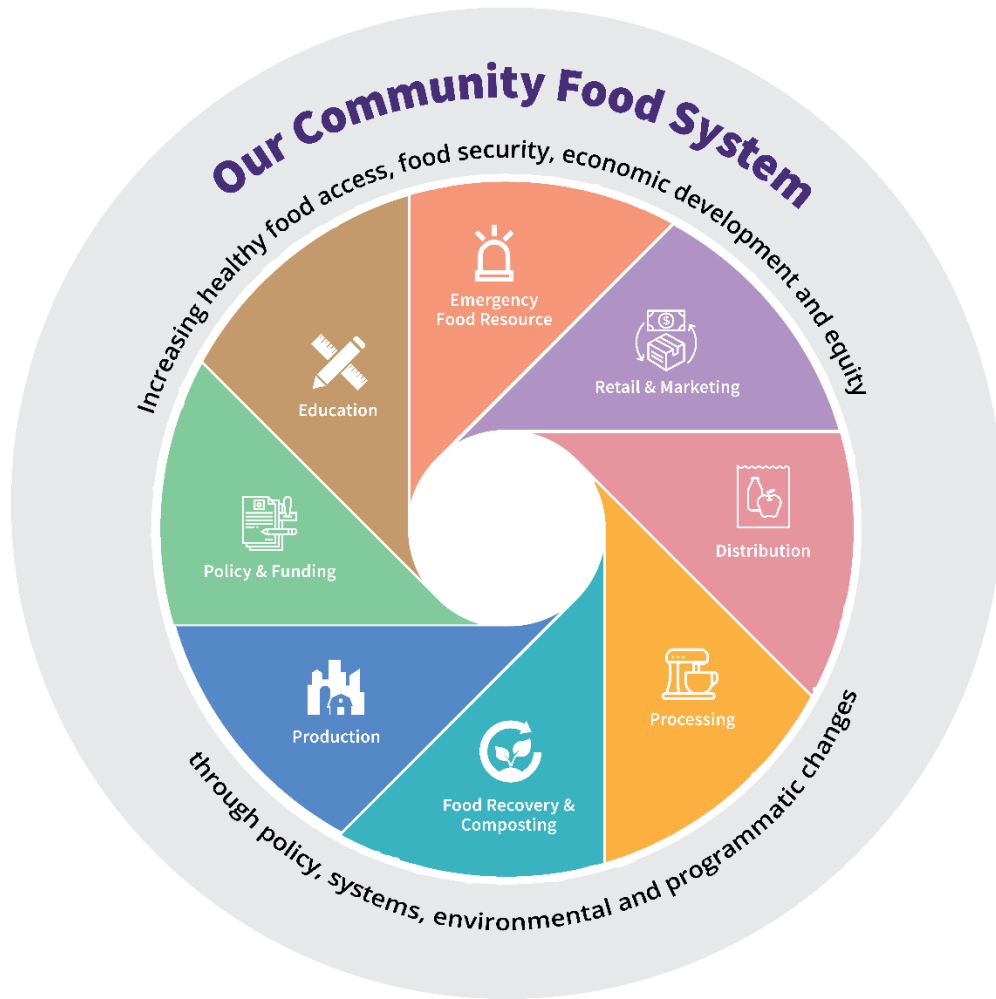 Our Community Food System
Increasing healthy food access, food security, economic development and equity
Emergency
Food Resource
Retail & Marketing
$
Distribution
Processing
Food Recovery &
Composting
Production
Policy & Funding
Education
through policy, systems, environmental and programmatic changes